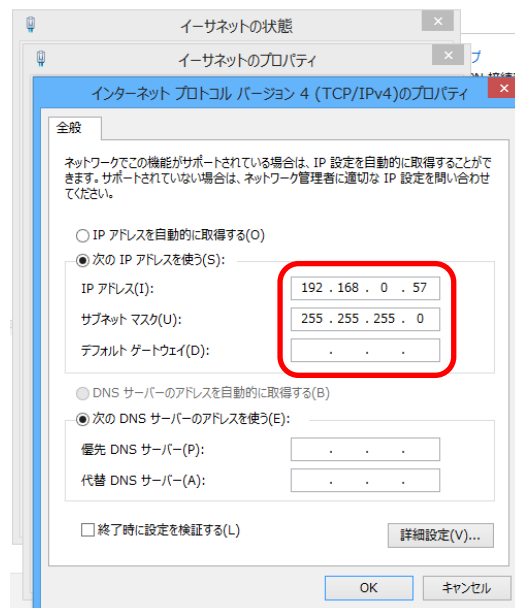 イーサネットの状態
イーサネットのプロパティ
プ
インターネット プロトコル バージョン 4 (TCP/IPv4)のプロパティ
全般
ネットワークでこの機能がサポートされている場合は、IP 設定を自動的に取得することがで
きます。サポートされていない場合は、ネットワーク管理者に適切な IP 設定を問い合わせ
てください。
IP アドレスを自動的に取得する(O)
次の IP アドレスを使う(S):
IP アドレス(I): 192 . 168 . 0 . 57
サブネット マスク(U): 255 . 255 . 255 . 0
デフォルト ゲートウェイ(D): . . .
DNS サーバーのアドレスを自動的に取得する(B)
次の DNS サーバーのアドレスを使う(E):
優先 DNS サーバー(P): . . .
代替 DNS サーバー(A): . . .
終了時に設定を検証する(L)
詳細設定(V)...
OK キャンセル